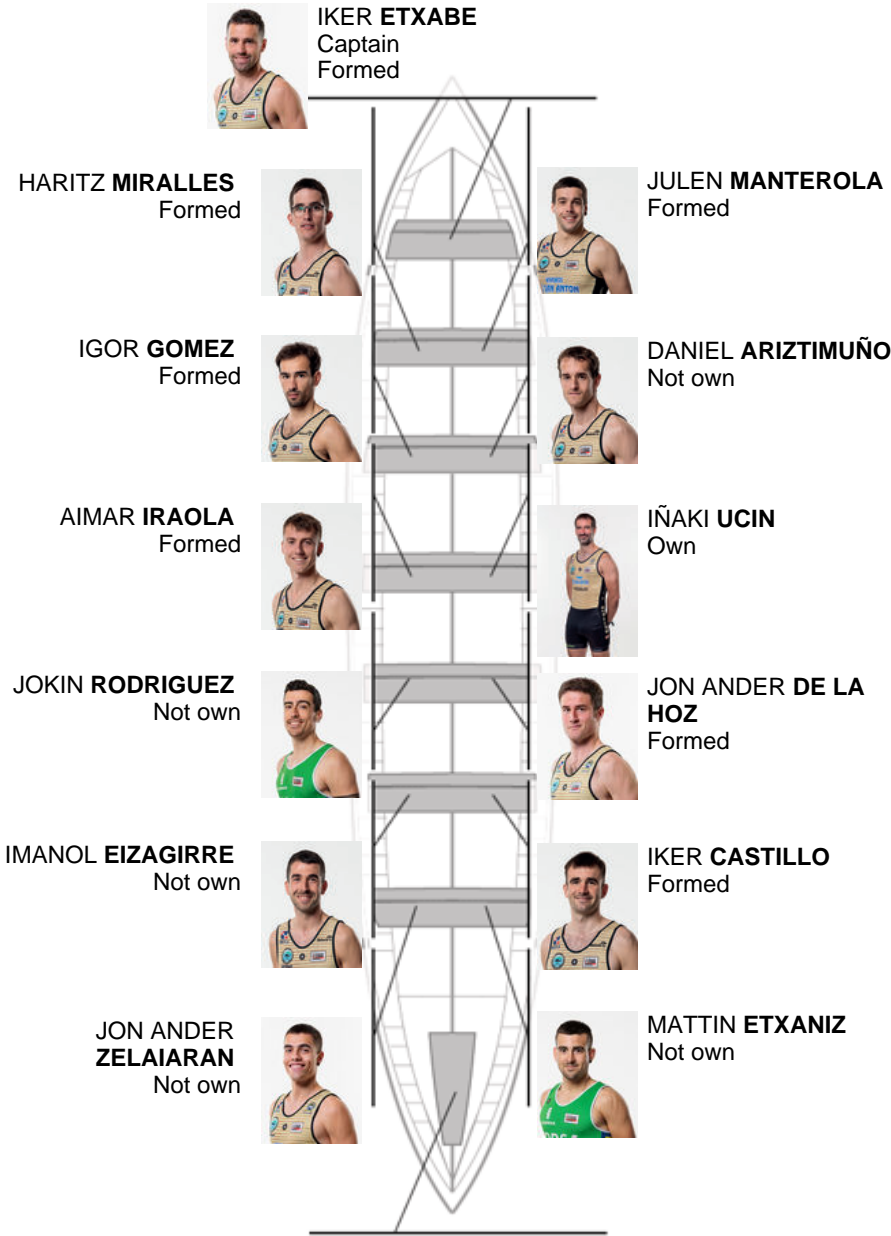 IKER ETXABE
Captain
Formed
HARITZ MIRALLES
Formed
JULEN MANTEROLA
Formed
IGOR GOMEZ
Formed
DANIEL ARIZTIMUÑO
Not own
AIMAR IRAOLA
Formed
IÑAKI UCIN
Own
JOKIN RODRIGUEZ
Not own
JON ANDER DE LA
HOZ
Formed
IMANOL EIZAGIRRE
Not own
IKER CASTILLO
Formed
JON ANDER
ZELAIARAN
Not own
MATTIN ETXANIZ
Not own